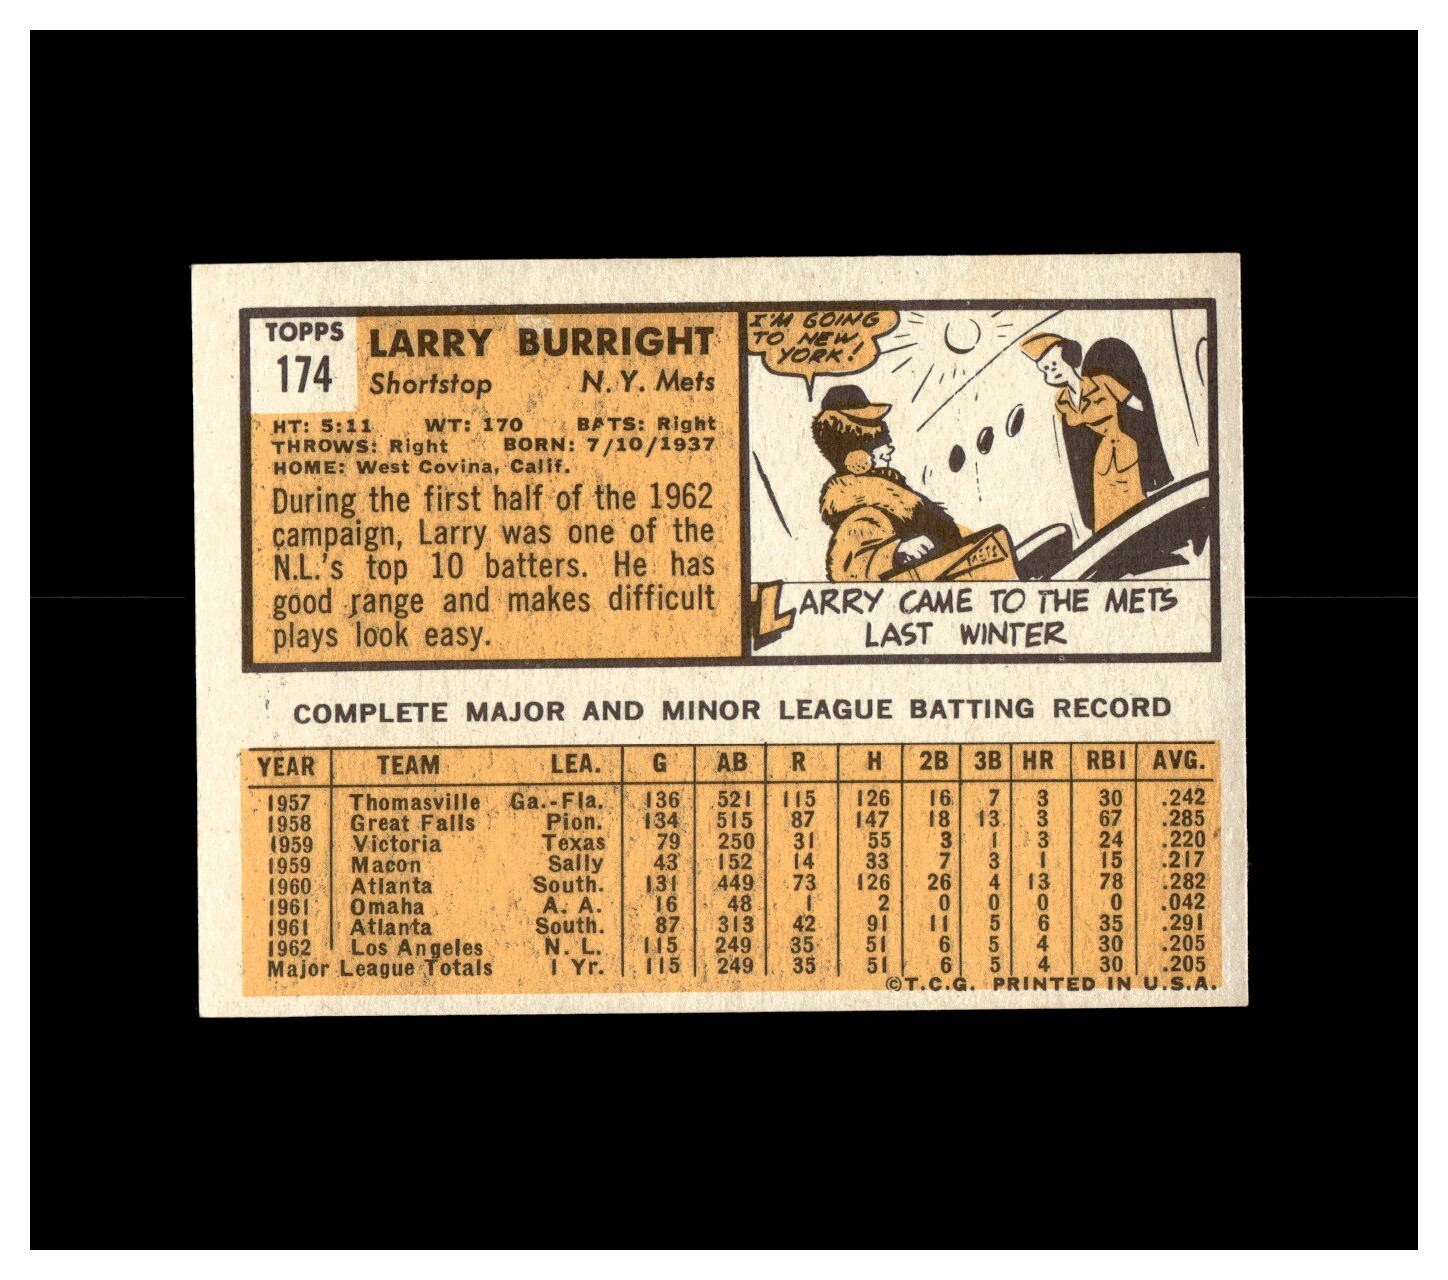 TOPPS
174
LARRY BURRIGHT
Shortstop N. Y. Mets
HT: 5:11 WT: 170 BATS: Right
THROWS: Right BORN: 7/10/1937
HOME: West Covina, Calif.
During the first half of the 1962
campaign, Larry was one of the
N.L.'s top 10 batters. He has
good range and makes difficult
plays look easy.
I'M GOING
TO NEW
YORK!
METS
LARRY CAME TO THE METS
LAST WINTER
COMPLETE MAJOR AND MINOR LEAGUE BATTING RECORD
YEAR TEAM LEA. G AB R H 2B 3B HR RBI AVG.
1957 Thomasville Ga.-Fla. 136 521 115 126 16 7 3 30 .242
1958 Great Falls Pion. 134 515 87 147 18 13 3 67 .285
1959 Victoria Texas 79 250 31 55 3 1 3 24 .220
1959 Macon Sally 43 152 14 33 7 3 1 15 .217
1960 Atlanta South. 131 449 73 126 26 4 13 78 .282
1961 Omaha A. A. 16 48 1 2 0 0 0 0 .042
1961 Atlanta South. 87 313 42 91 11 5 6 35 .291
1962 Los Angeles N. L. 115 249 35 51 6 5 4 30 .205
Major League Totals 1 Yr. 115 249 35 51 6 5 4 30 .205
©T.C.G. PRINTED IN U.S.A.